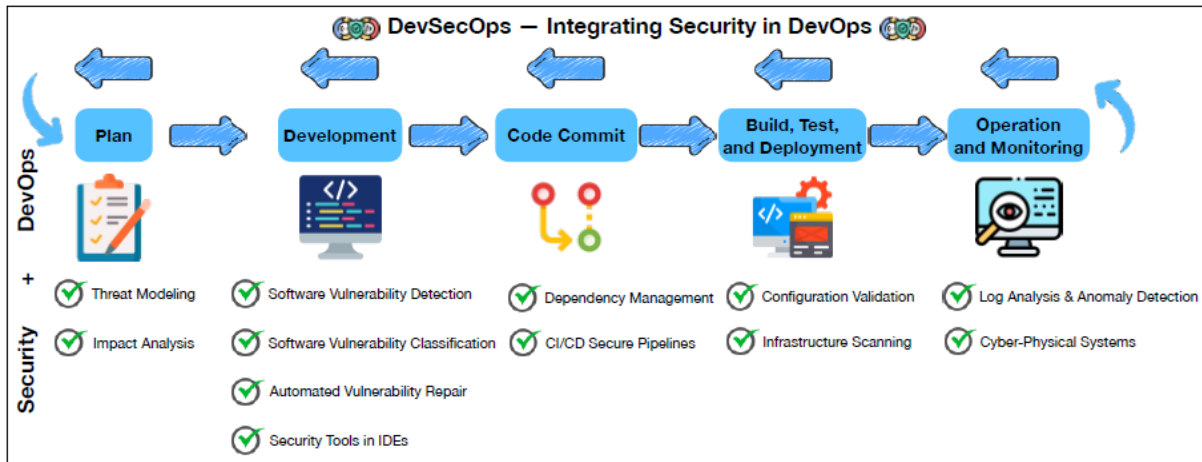 DevSecOps — Integrating Security in DevOps
Plan
Development
Code Commit
Build, Test,
and Deployment
Operation
and Monitoring
DevOps
+
Security
</>
</>
Threat Modeling
Impact Analysis
Software Vulnerability Detection
Software Vulnerability Classification
Automated Vulnerability Repair
Security Tools in IDEs
Dependency Management
CI/CD Secure Pipelines
Configuration Validation
Infrastructure Scanning
Log Analysis & Anomaly Detection
Cyber-Physical Systems